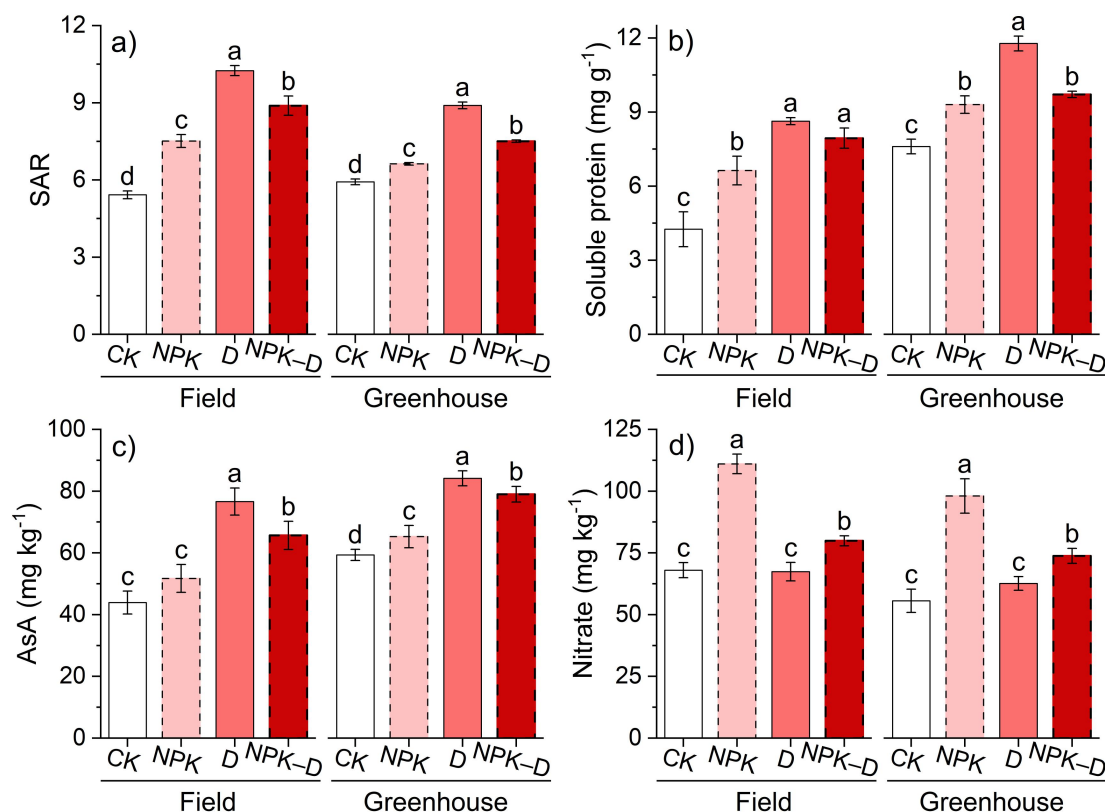 a)
SAR
12
9
6
3
0
d
c
a
b
d
c
a
b
CK
NPK
D
NPK–D
CK
NPK
D
NPK–D
Field
Greenhouse
b)
Soluble protein (mg g⁻¹)
12
9
6
3
0
c
b
a
a
c
b
a
b
CK
NPK
D
NPK–D
CK
NPK
D
NPK–D
Field
Greenhouse
c)
AsA (mg kg⁻¹)
100
80
60
40
20
0
c
c
a
b
d
c
a
b
CK
NPK
D
NPK–D
CK
NPK
D
NPK–D
Field
Greenhouse
d)
Nitrate (mg kg⁻¹)
125
100
75
50
25
0
c
a
c
b
c
a
c
b
CK
NPK
D
NPK–D
CK
NPK
D
NPK–D
Field
Greenhouse